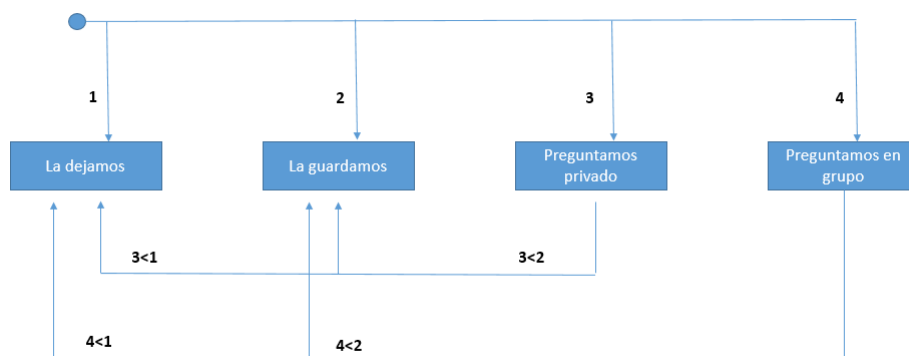 1
2
3
4
La dejamos
La guardamos
Preguntamos
privado
Preguntamos en
grupo
3<1
3<2
4<1
4<2